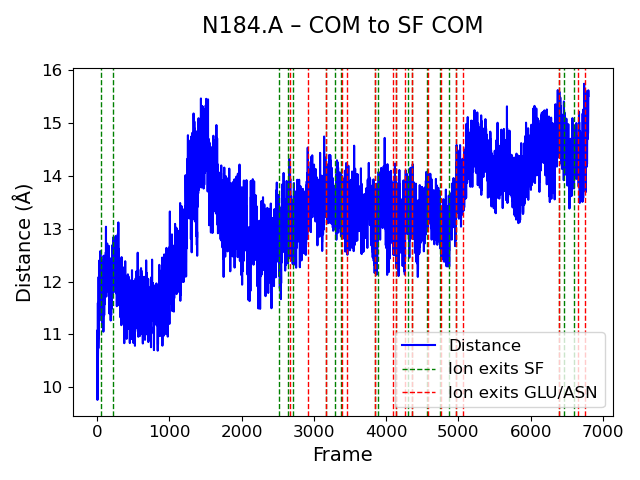 N184.A – COM to SF COM
16
15
14
13
12
11
10
Distance (Å)
0
1000
2000
3000
4000
5000
6000
7000
Frame
Distance
Ion exits SF
Ion exits GLU/ASN